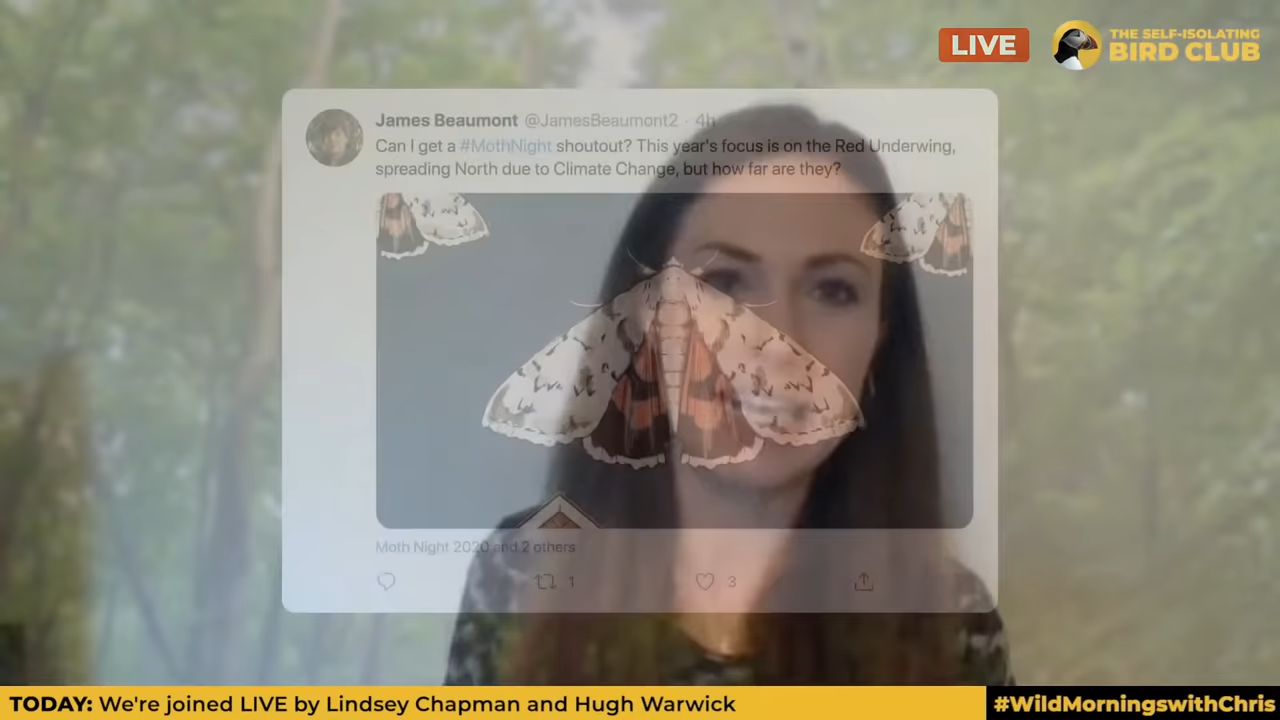 LIVE
THE SELF-ISOLATING
BIRD CLUB
James Beaumont @JamesBeaumont2 · 4h
Can I get a #MothNight shoutout? This year's focus is on the Red Underwing,
spreading North due to Climate Change, but how far are they?
Moth Night 2020 and 2 others
1 3
TODAY: We're joined LIVE by Lindsey Chapman and Hugh Warwick
#WildMorningswithChris